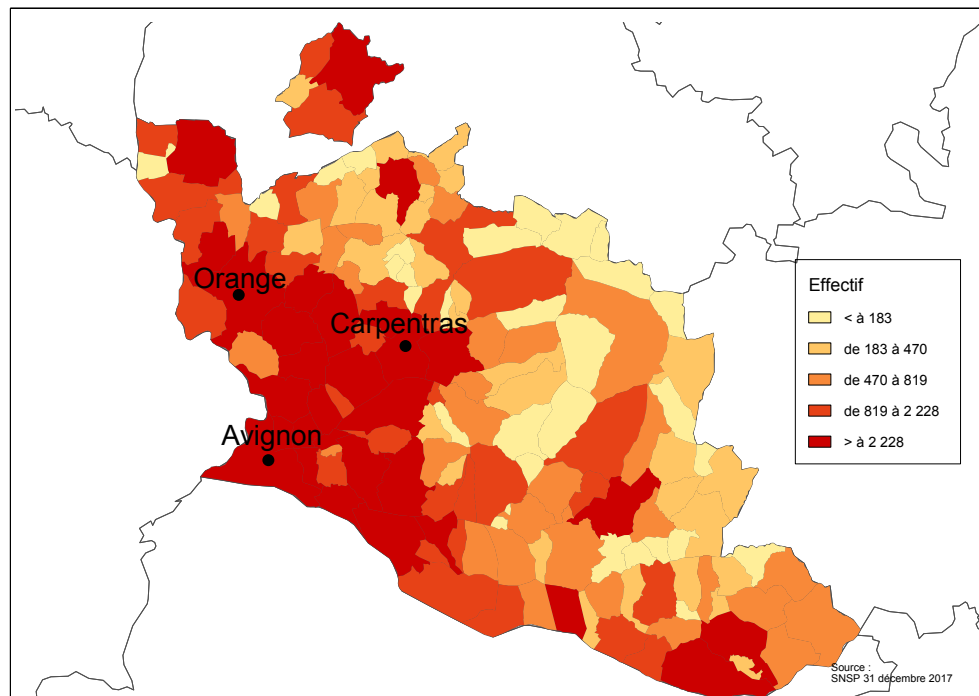 Orange
Carpentras
Avignon
Effectif
< à 183
de 183 à 470
de 470 à 819
de 819 à 2 228
> à 2 228
Source :
SNSP 31 décembre 2017